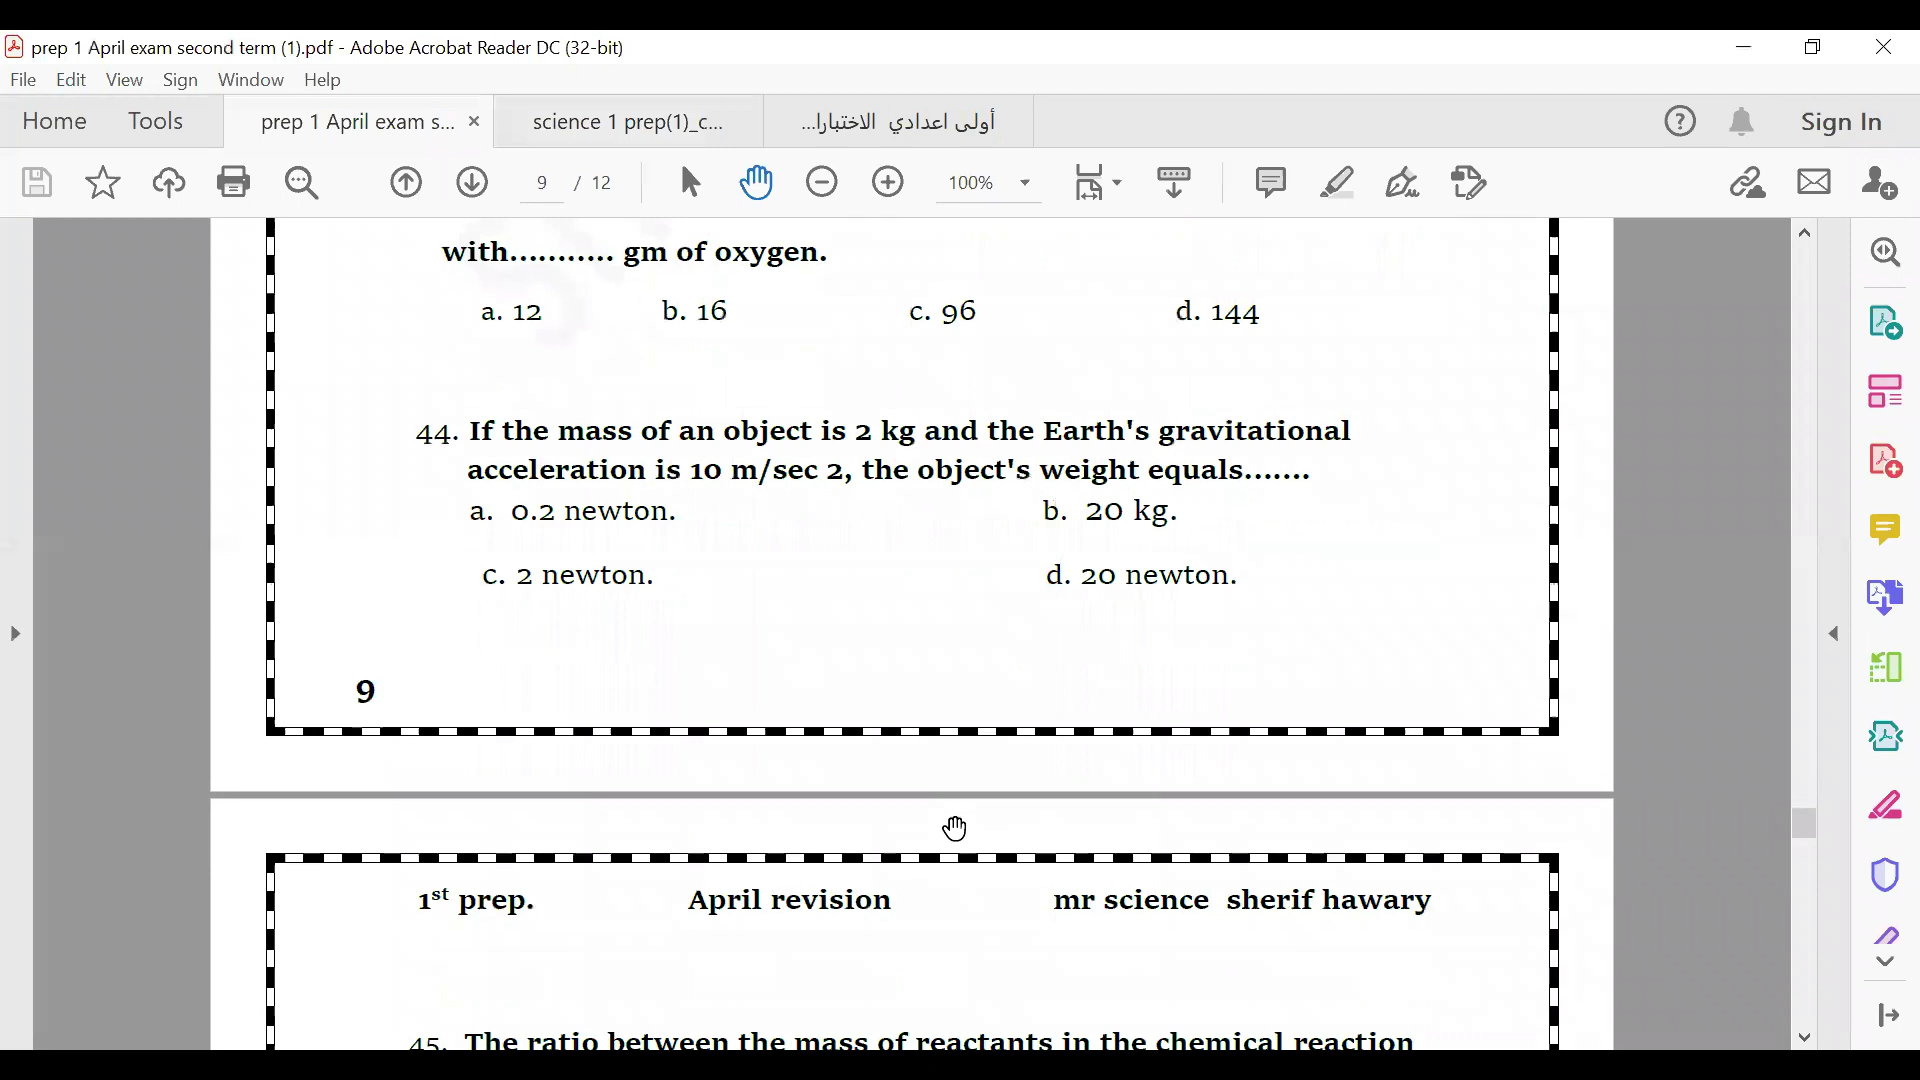 prep 1 April exam second term (1).pdf - Adobe Acrobat Reader DC (32-bit)
File Edit View Sign Window Help
Home Tools prep 1 April exam s... science 1 prep(1)_c... أولى اعدادي الاختبارا... Sign In
9 / 12 100%
with........... gm of oxygen.
a. 12 b. 16 c. 96 d. 144
44. If the mass of an object is 2 kg and the Earth's gravitational
acceleration is 10 m/sec 2, the object's weight equals.......
a. 0.2 newton. b. 20 kg.
c. 2 newton. d. 20 newton.
9
1st prep. April revision mr science sherif hawary
45. The ratio between the mass of reactants in the chemical reaction